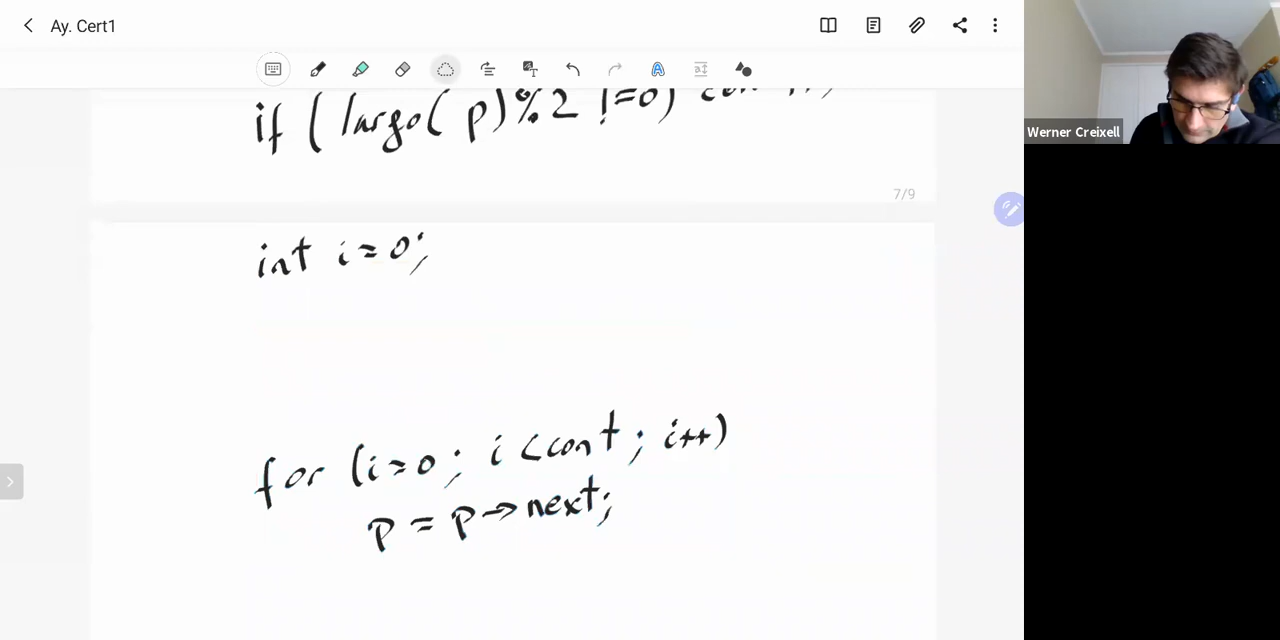 Ay. Cert1
if ( largo( p)%2 !=0)
7/9
int i=0;
for (i=0; i<cont; i++)
p = p->next;
Werner Creixell